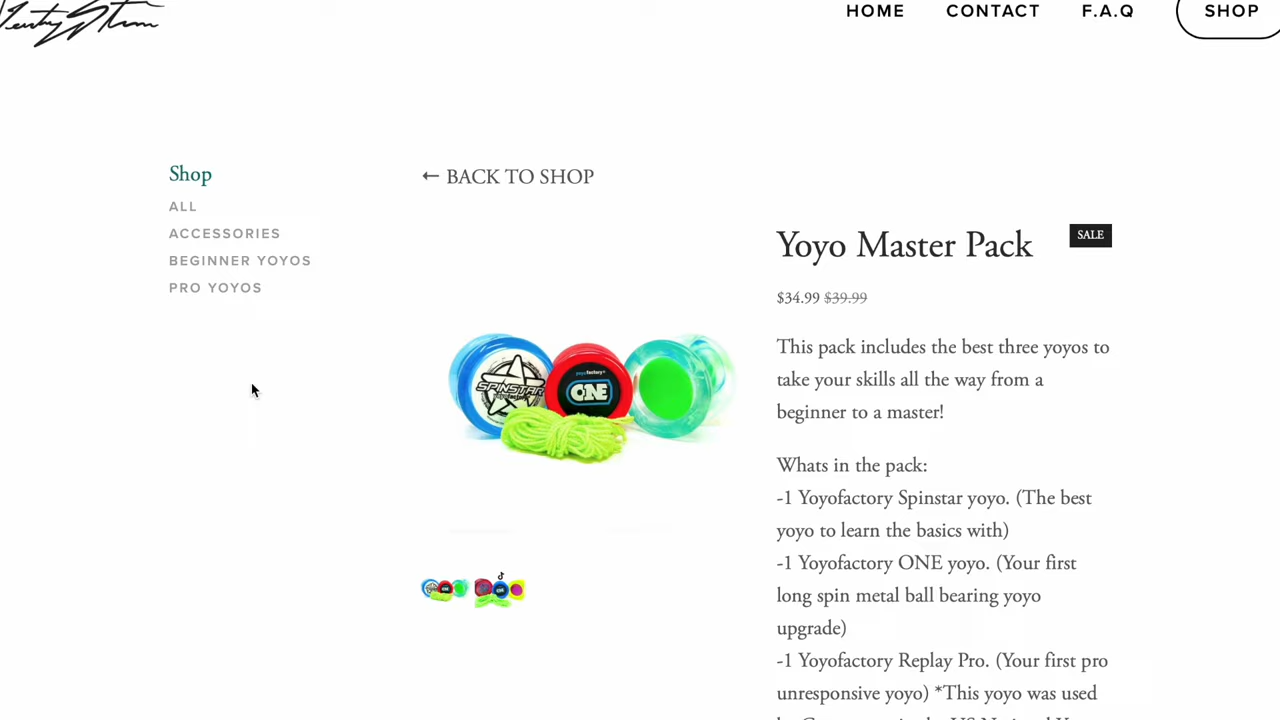 HOME CONTACT F.A.Q SHOP
Shop
ALL
ACCESSORIES
BEGINNER YOYOS
PRO YOYOS
← BACK TO SHOP
Yoyo Master Pack
SALE
$34.99 $39.99
This pack includes the best three yoyos to
take your skills all the way from a
beginner to a master!
Whats in the pack:
-1 Yoyofactory Spinstar yoyo. (The best
yoyo to learn the basics with)
-1 Yoyofactory ONE yoyo. (Your first
long spin metal ball bearing yoyo
upgrade)
-1 Yoyofactory Replay Pro. (Your first pro
unresponsive yoyo) *This yoyo was used
SPINSTAR
yoyofactory
ONE